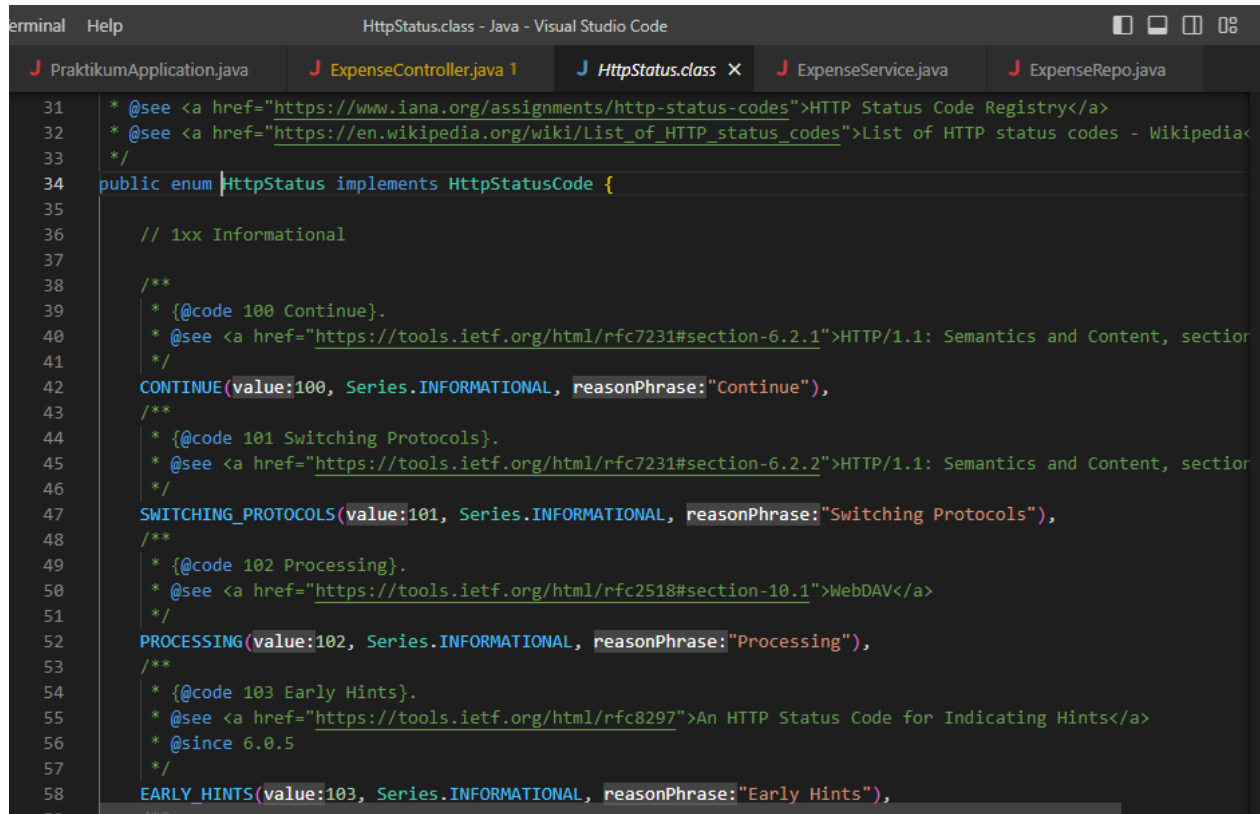 erminal Help HttpStatus.class - Java - Visual Studio Code
J PraktikumApplication.java J ExpenseController.java 1 J HttpStatus.class × J ExpenseService.java J ExpenseRepo.java
31 * @see <a href="https://www.iana.org/assignments/http-status-codes">HTTP Status Code Registry</a>
32 * @see <a href="https://en.wikipedia.org/wiki/List_of_HTTP_status_codes">List of HTTP status codes - Wikipedia<
33 */
34 public enum HttpStatus implements HttpStatusCode {
35
36 // 1xx Informational
37
38 /**
39 * {@code 100 Continue}.
40 * @see <a href="https://tools.ietf.org/html/rfc7231#section-6.2.1">HTTP/1.1: Semantics and Content, section
41 */
42 CONTINUE(value:100, Series.INFORMATIONAL, reasonPhrase:"Continue"),
43 /**
44 * {@code 101 Switching Protocols}.
45 * @see <a href="https://tools.ietf.org/html/rfc7231#section-6.2.2">HTTP/1.1: Semantics and Content, section
46 */
47 SWITCHING_PROTOCOLS(value:101, Series.INFORMATIONAL, reasonPhrase:"Switching Protocols"),
48 /**
49 * {@code 102 Processing}.
50 * @see <a href="https://tools.ietf.org/html/rfc2518#section-10.1">WebDAV</a>
51 */
52 PROCESSING(value:102, Series.INFORMATIONAL, reasonPhrase:"Processing"),
53 /**
54 * {@code 103 Early Hints}.
55 * @see <a href="https://tools.ietf.org/html/rfc8297">An HTTP Status Code for Indicating Hints</a>
56 * @since 6.0.5
57 */
58 EARLY_HINTS(value:103, Series.INFORMATIONAL, reasonPhrase:"Early Hints"),